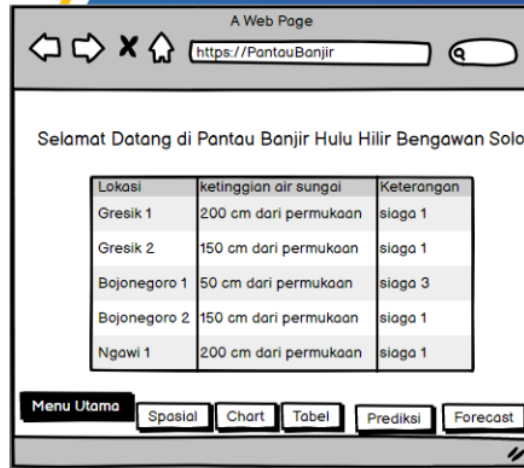 A Web Page
https://PantauBanjir
Selamat Datang di Pantau Banjir Hulu Hilir Bengawan Solo
Lokasi ketinggian air sungai Keterangan
Gresik 1 200 cm dari permukaan siaga 1
Gresik 2 150 cm dari permukaan siaga 1
Bojonegoro 1 50 cm dari permukaan siaga 3
Bojonegoro 2 150 cm dari permukaan siaga 1
Ngawi 1 200 cm dari permukaan siaga 1
Menu Utama Spasial Chart Tabel Prediksi Forecast